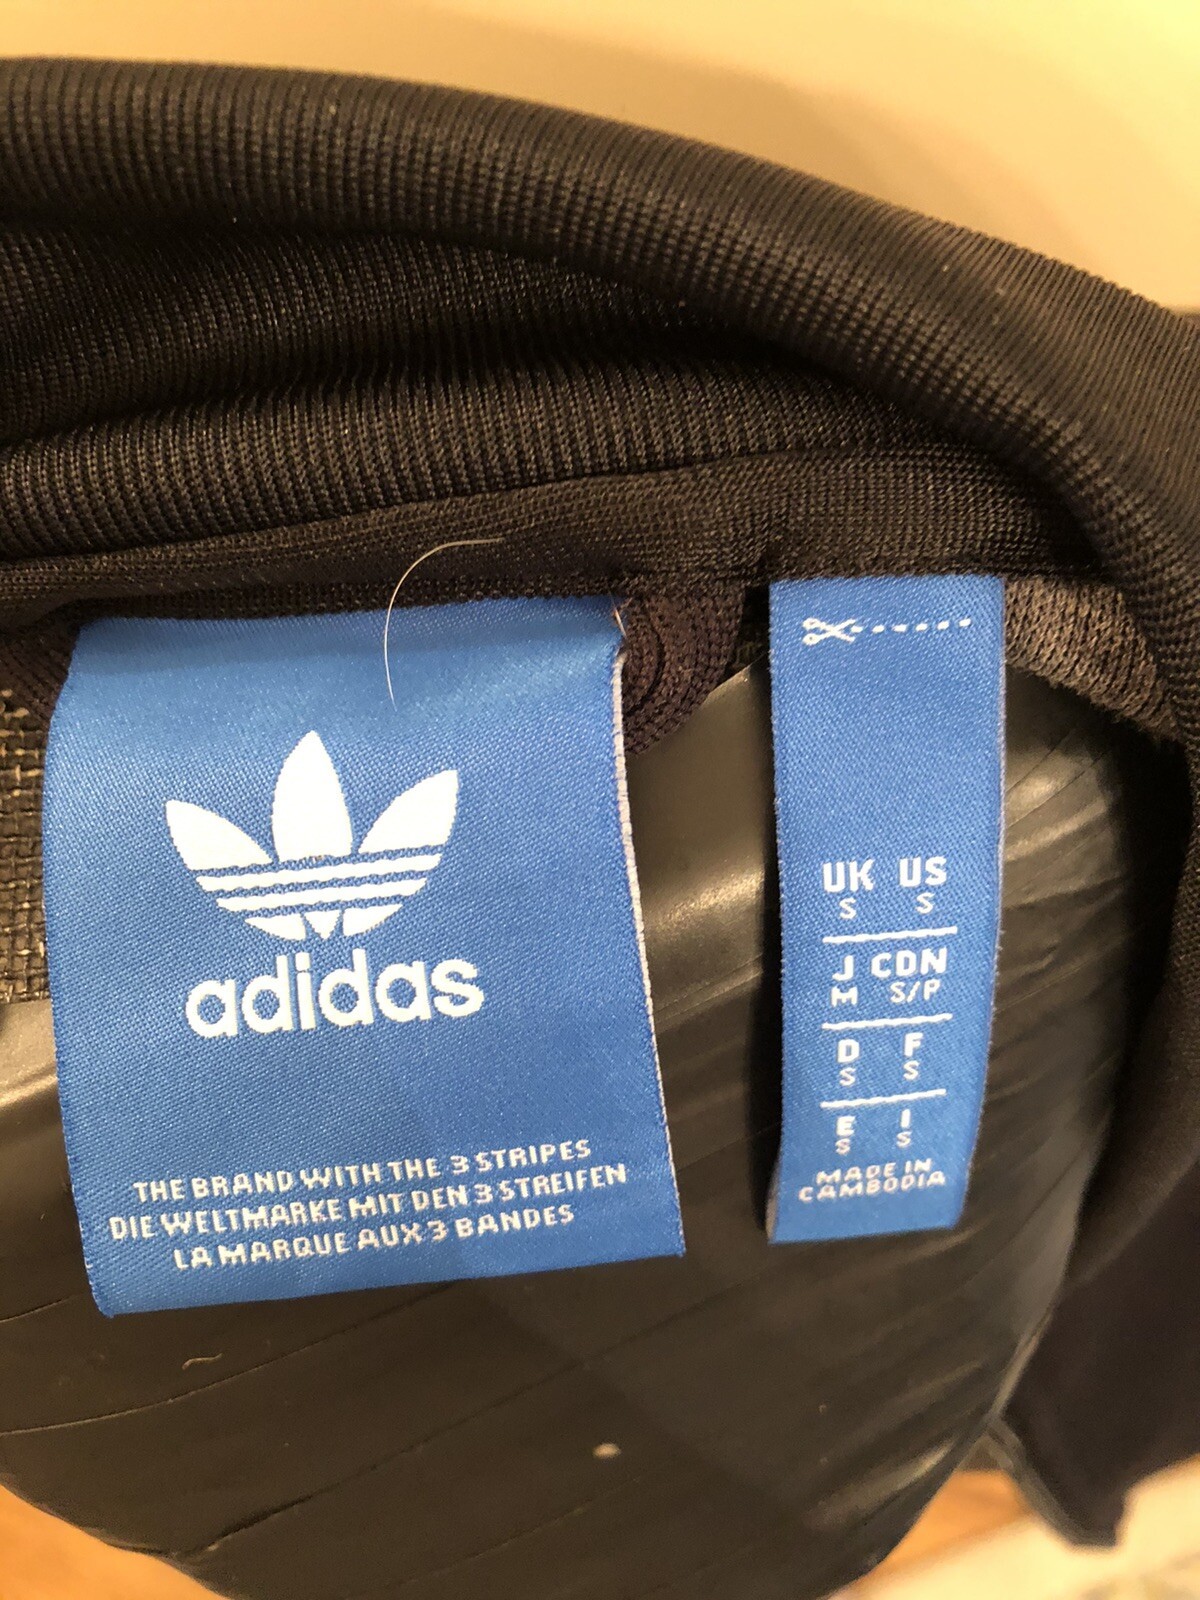 adidas
THE BRAND WITH THE 3 STRIPES
DIE WELTMARKE MIT DEN 3 STREIFEN
LA MARQUE AUX 3 BANDES
UK US
S S
J CDN
M S/P
D F
S S
E I
S S
MADE IN
CAMBODIA